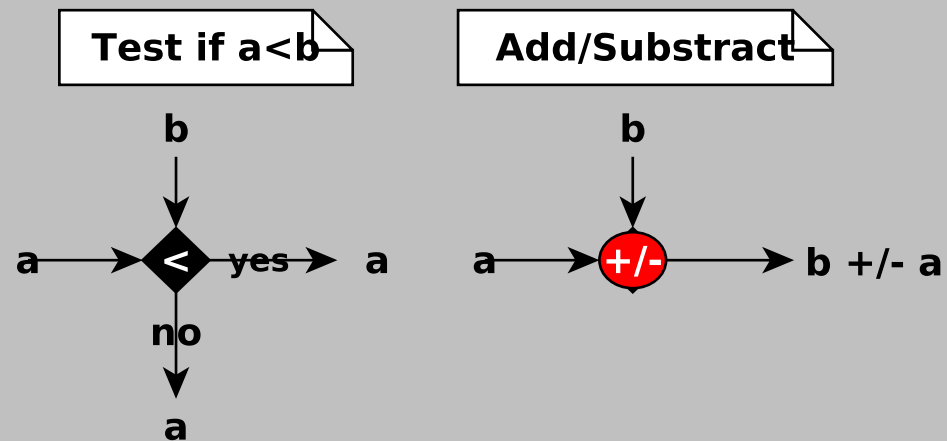 Test if a<b
Add/Substract
b
b
a
<
yes
a
a
+/-
b +/- a
no
a